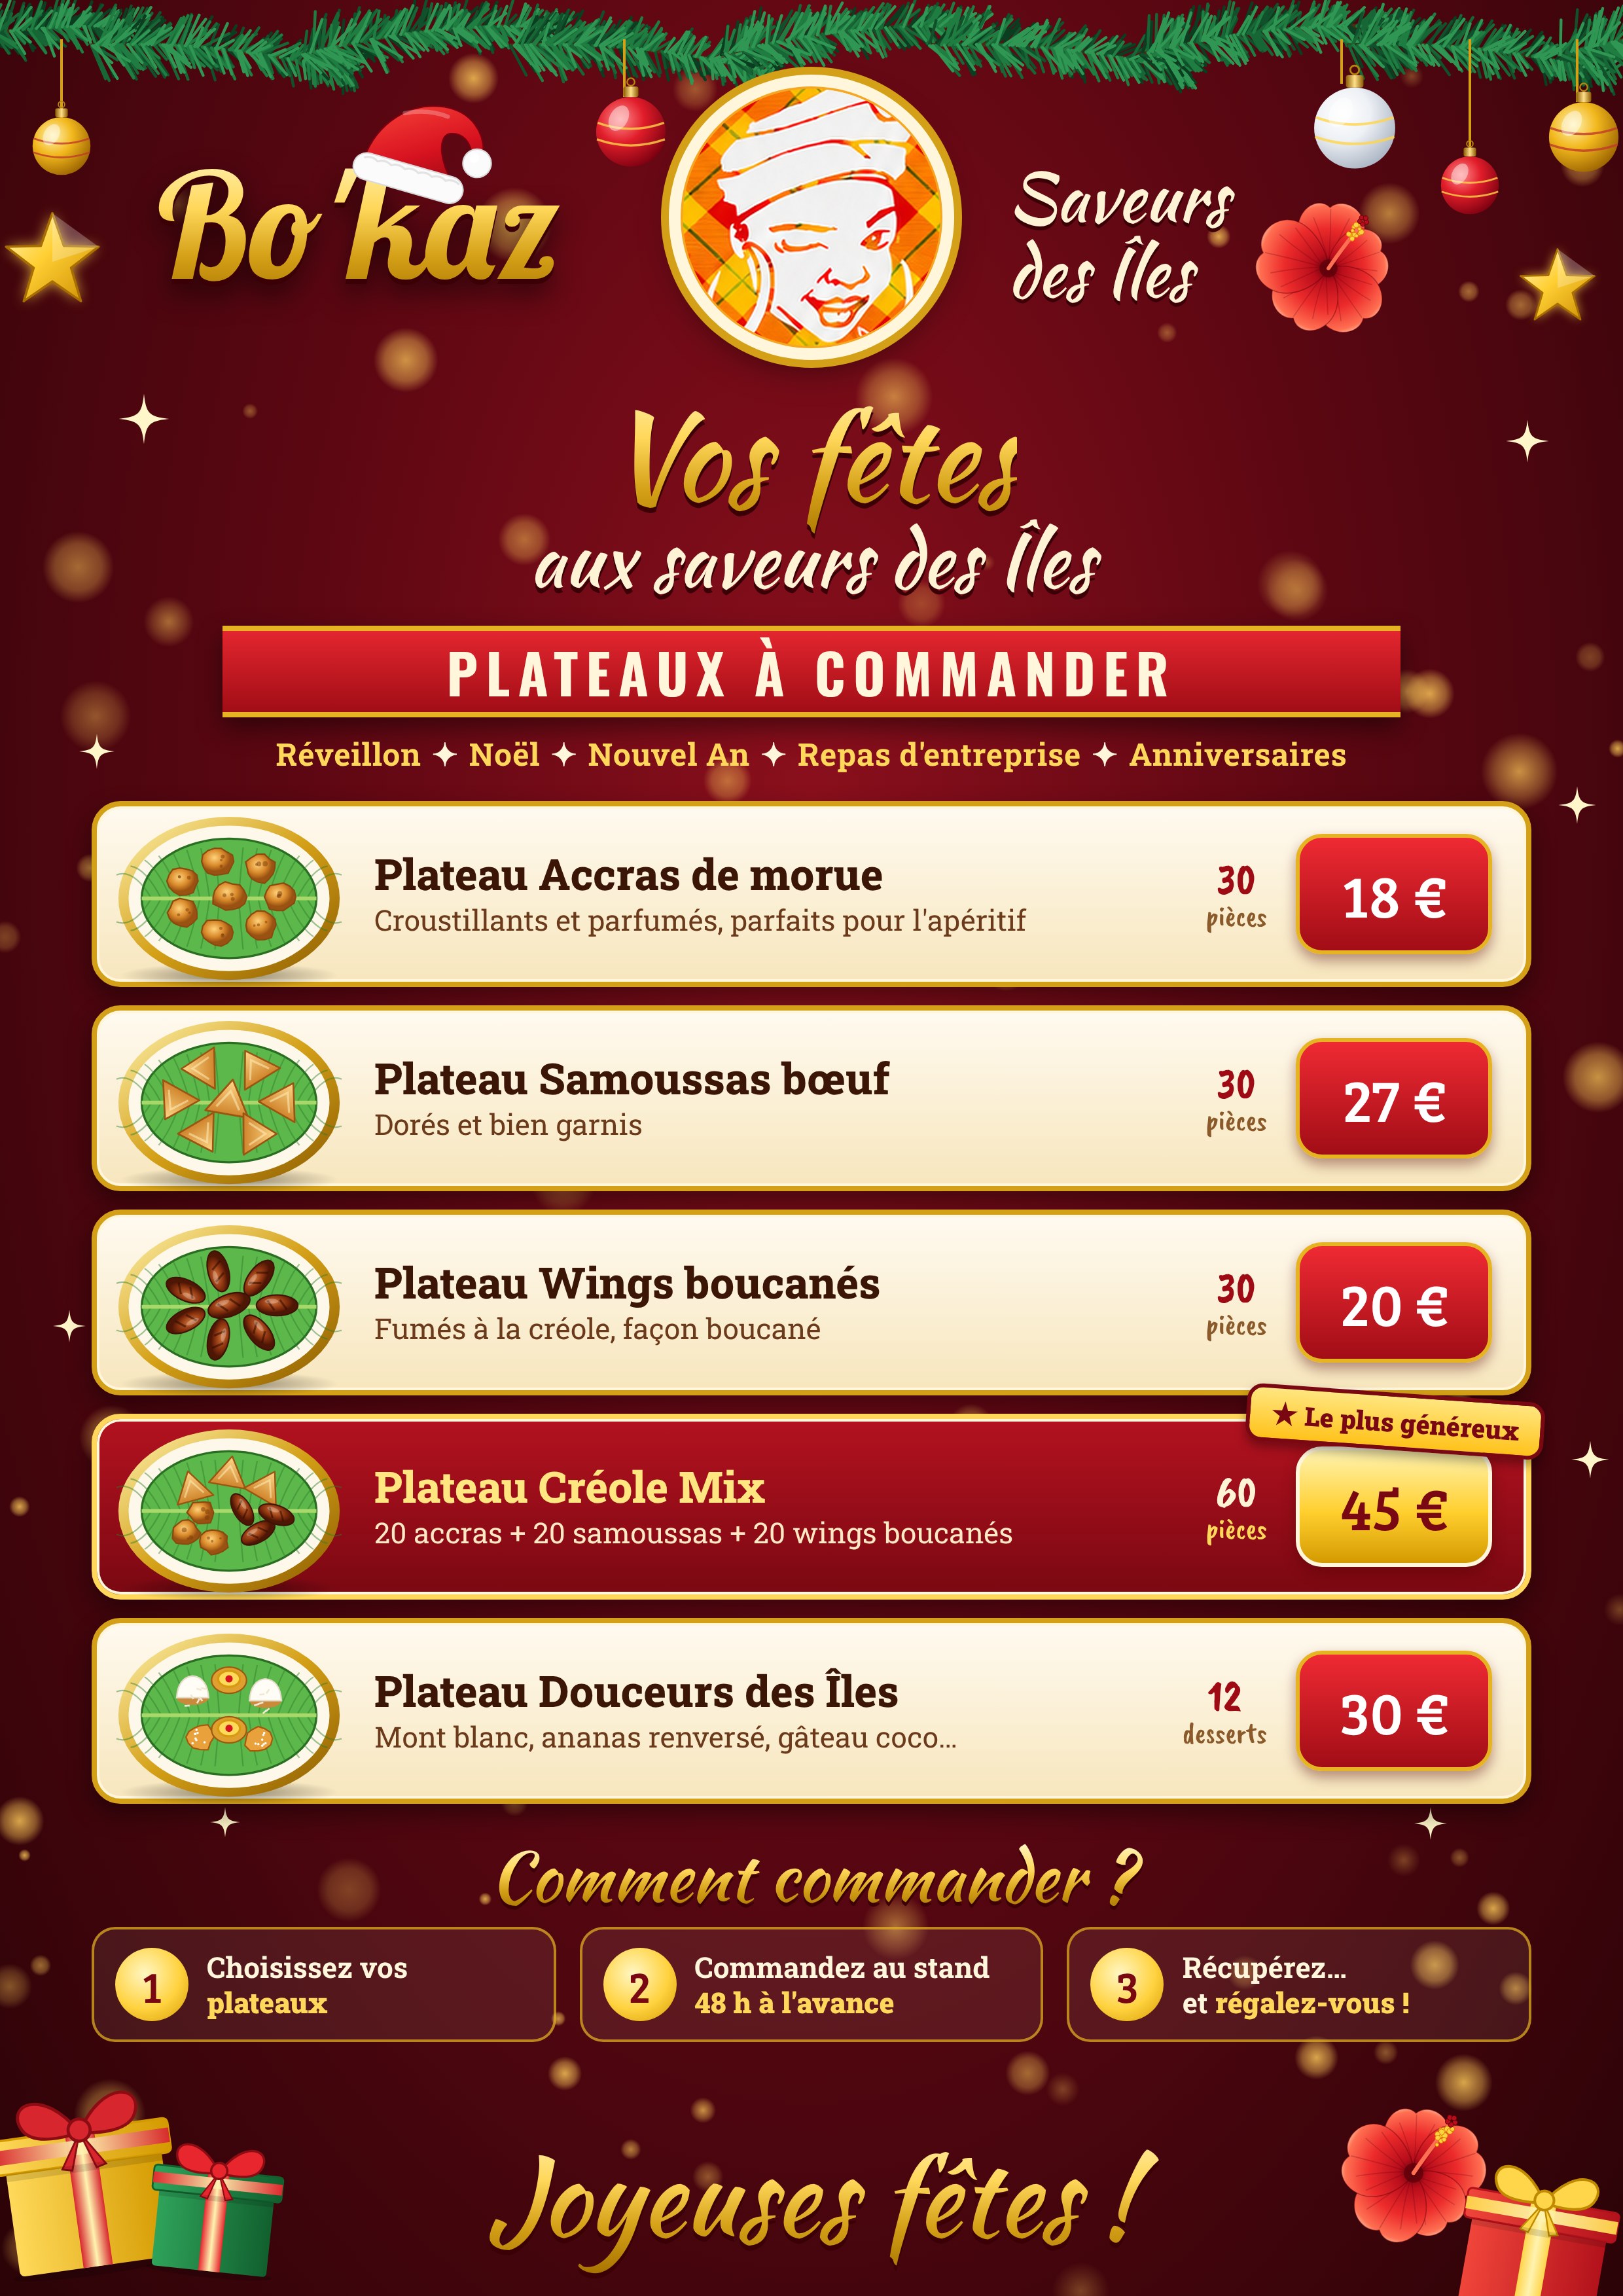 Bo'kaz
Saveurs
des Îles
Vos fêtes
aux saveurs des Îles
PLATEAUX À COMMANDER
Réveillon ✦ Noël ✦ Nouvel An ✦ Repas d'entreprise ✦ Anniversaires
Plateau Accras de morue
Croustillants et parfumés, parfaits pour l'apéritif
30
pièces
18 €
Plateau Samoussas bœuf
Dorés et bien garnis
30
pièces
27 €
Plateau Wings boucanés
Fumés à la créole, façon boucané
30
pièces
20 €
★ Le plus généreux
Plateau Créole Mix
20 accras + 20 samoussas + 20 wings boucanés
60
pièces
45 €
Plateau Douceurs des Îles
Mont blanc, ananas renversé, gâteau coco...
12
desserts
30 €
Comment commander ?
1
Choisissez vos
plateaux
2
Commandez au stand
48 h à l'avance
3
Récupérez...
et régalez-vous !
Joyeuses fêtes !